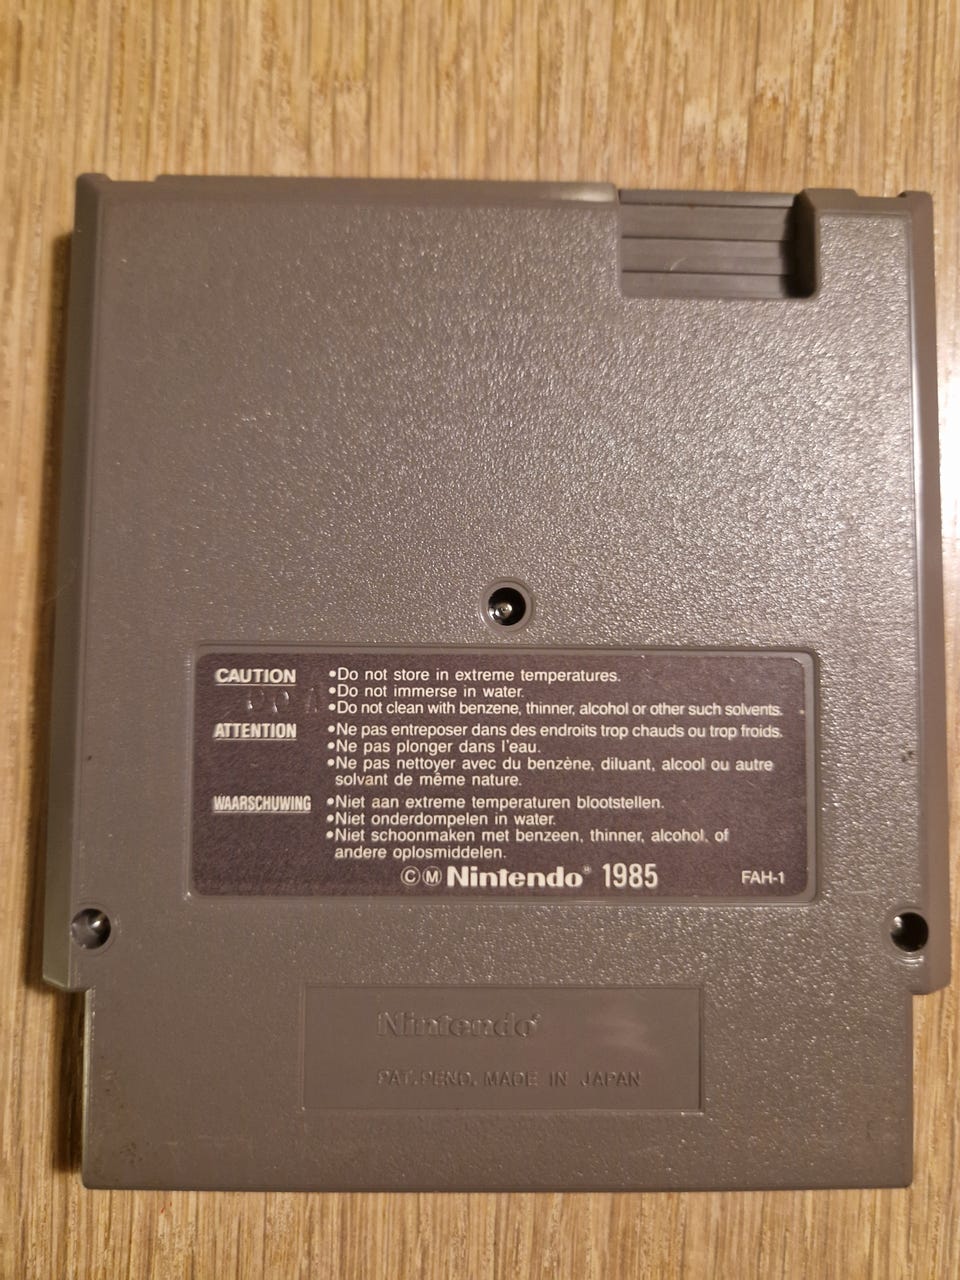 CAUTION
•Do not store in extreme temperatures.
•Do not immerse in water.
•Do not clean with benzene, thinner, alcohol or other such solvents.
ATTENTION
•Ne pas entreposer dans des endroits trop chauds ou trop froids.
•Ne pas plonger dans l'eau.
•Ne pas nettoyer avec du benzène, diluant, alcool ou autre
solvant de même nature.
WAARSCHUWING
•Niet aan extreme temperaturen blootstellen.
•Niet onderdompelen in water.
•Niet schoonmaken met benzeen, thinner, alcohol, of
andere oplosmiddelen.
©Ⓜ Nintendo® 1985
FAH-1
Nintendo®
PAT. PEND. MADE IN JAPAN